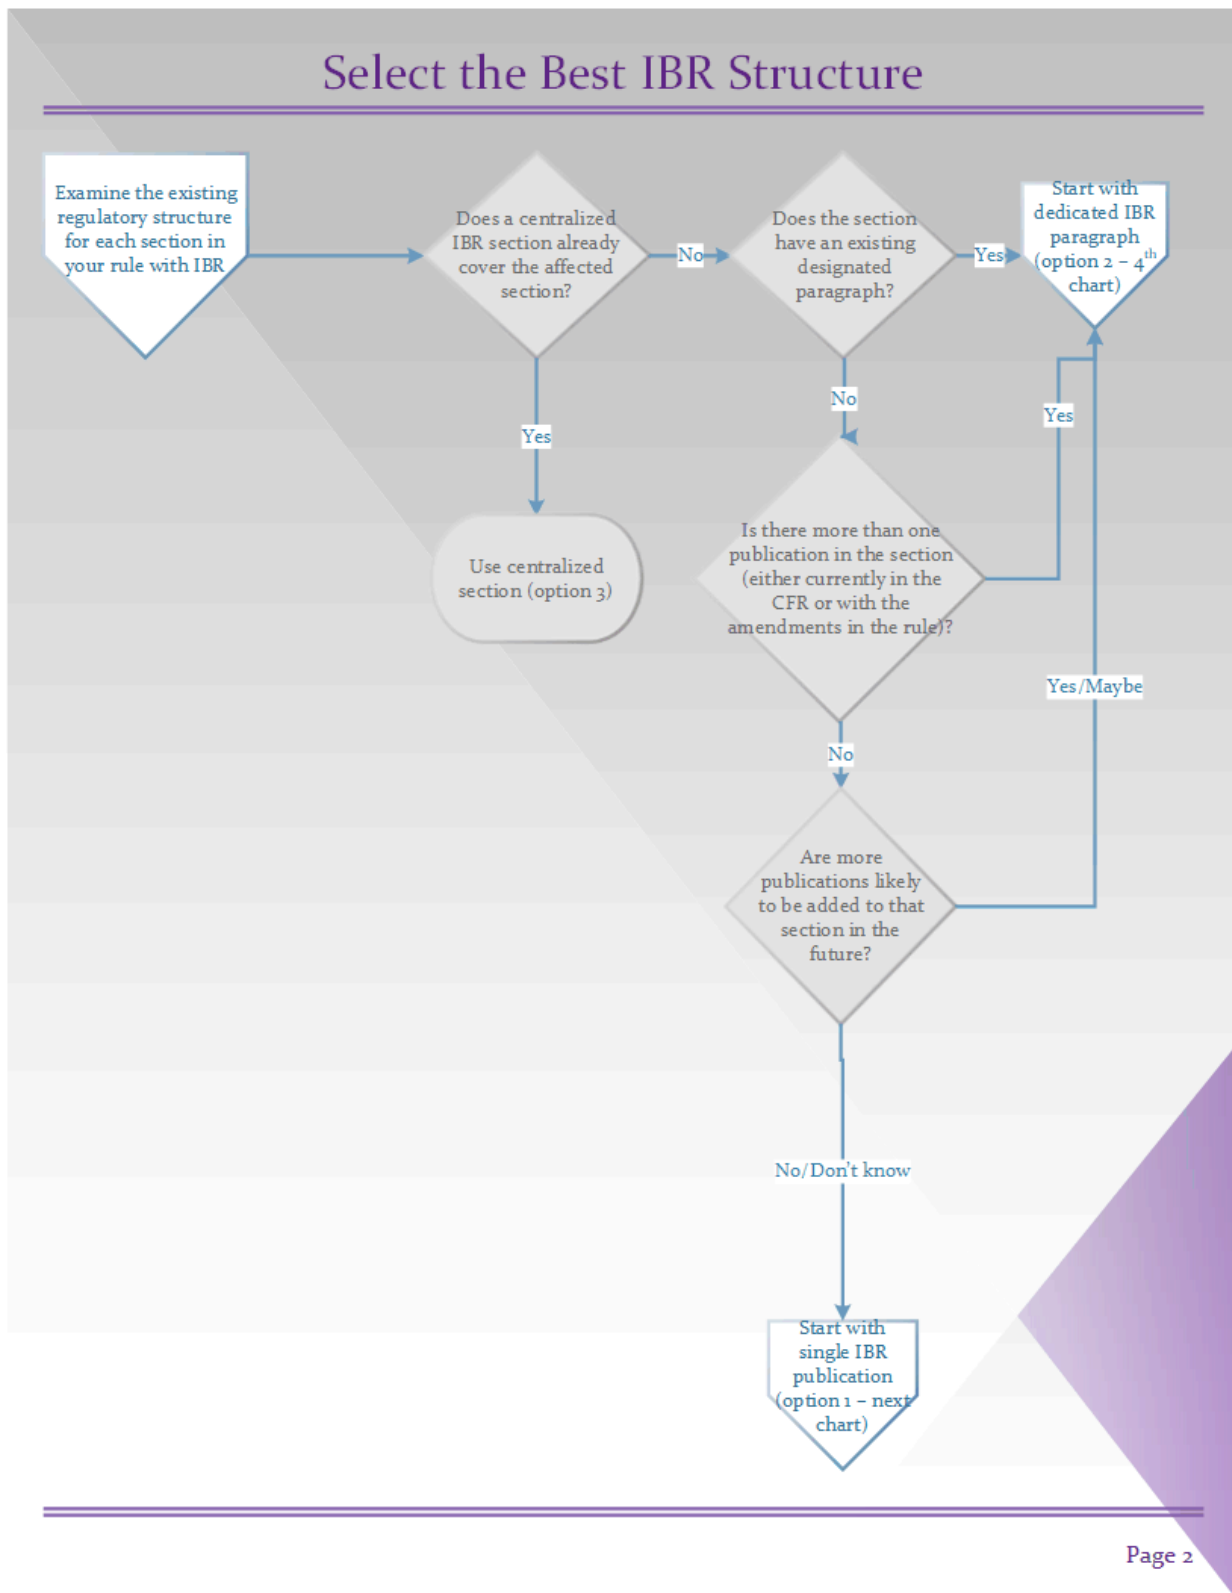 Select the Best IBR Structure
Examine the existing
regulatory structure
for each section in
your rule with IBR
Does a centralized
IBR section already
cover the affected
section?
No
Does the section
have an existing
designated
paragraph?
Yes
Start with
dedicated IBR
paragraph
(option 2 – 4th
chart)
No
Yes
Yes
Is there more than one
publication in the section
(either currently in the
CFR or with the
amendments in the rule)?
Use centralized
section (option 3)
Yes/Maybe
No
Are more
publications likely
to be added to that
section in the
future?
No/Don't know
Start with
single IBR
publication
(option 1 – next
chart)
Page 2